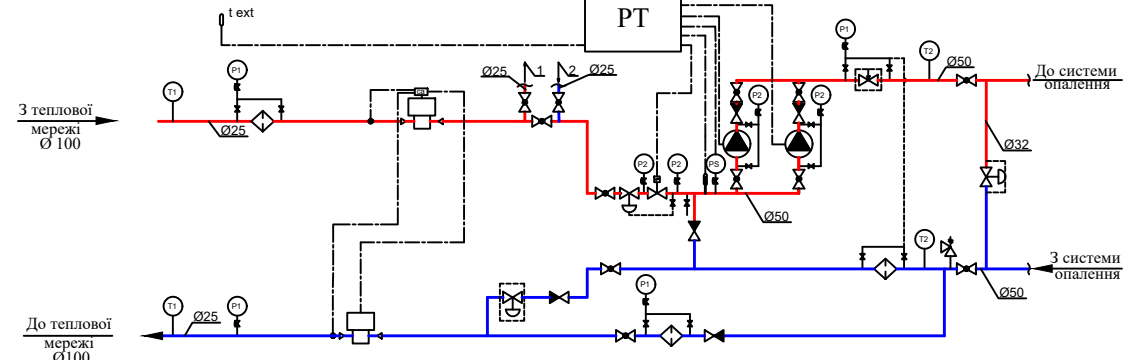 t ext
РТ
P1
T2
Ø50
До системи
опалення
Ø25
1
2
Ø25
P1
T1
P2
P2
З теплової
мережі
Ø 100
Ø25
Ø32
P2
P2
PS
Ø50
T2
З системи
опалення
Ø50
T1
P1
Ø25
P1
До теплової
мережі
Ø100